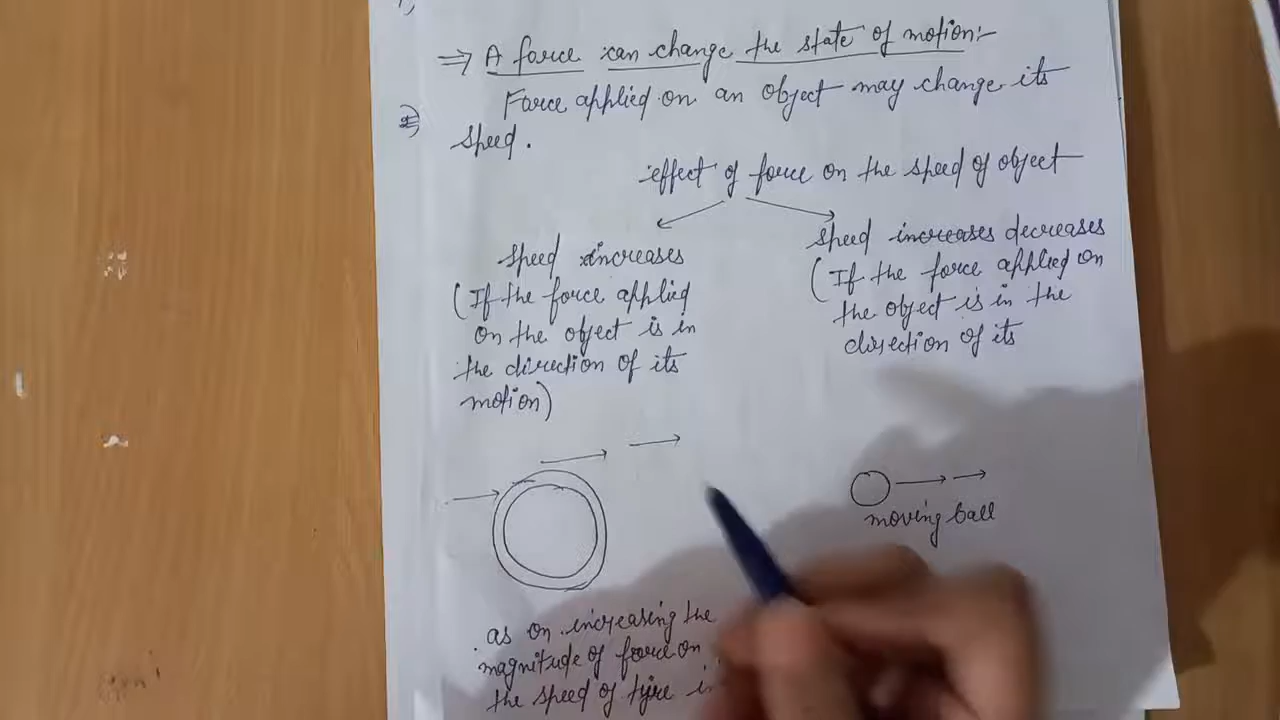 ⇒ A force can change the state of motion:-
Force applied on an object may change its
2)
speed.
effect of force on the speed of object
speed increases
(If the force applied
on the object is in
the direction of its
motion)
speed increases decreases
(If the force applied on
the object is in the
direction of its
moving ball
as on increasing the
magnitude of force on
the speed of tyre